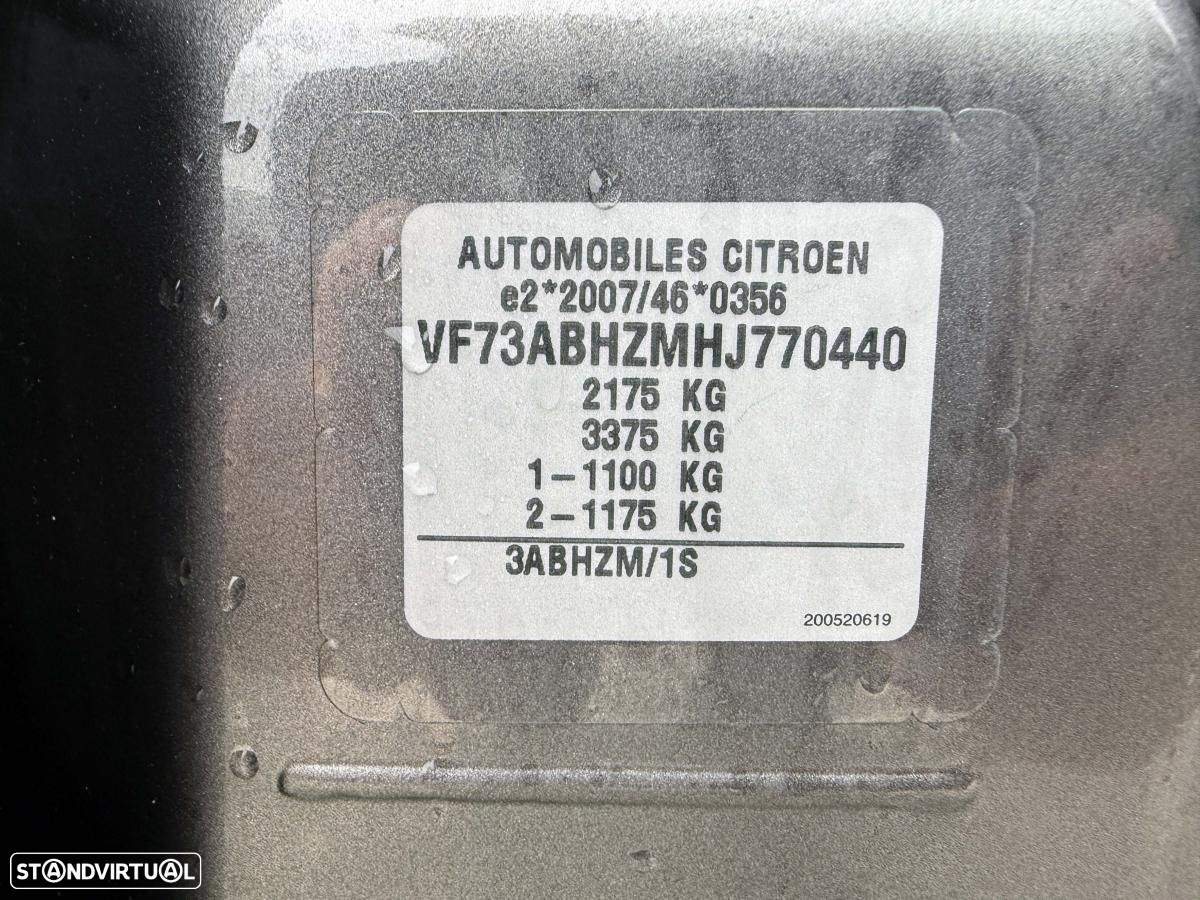 AUTOMOBILES CITROEN
e2*2007/46*0356
VF73ABHZMHJ770440
2175 KG
3375 KG
1-1100 KG
2-1175 KG
3ABHZM/1S
200520619
STANDVIRTUAL